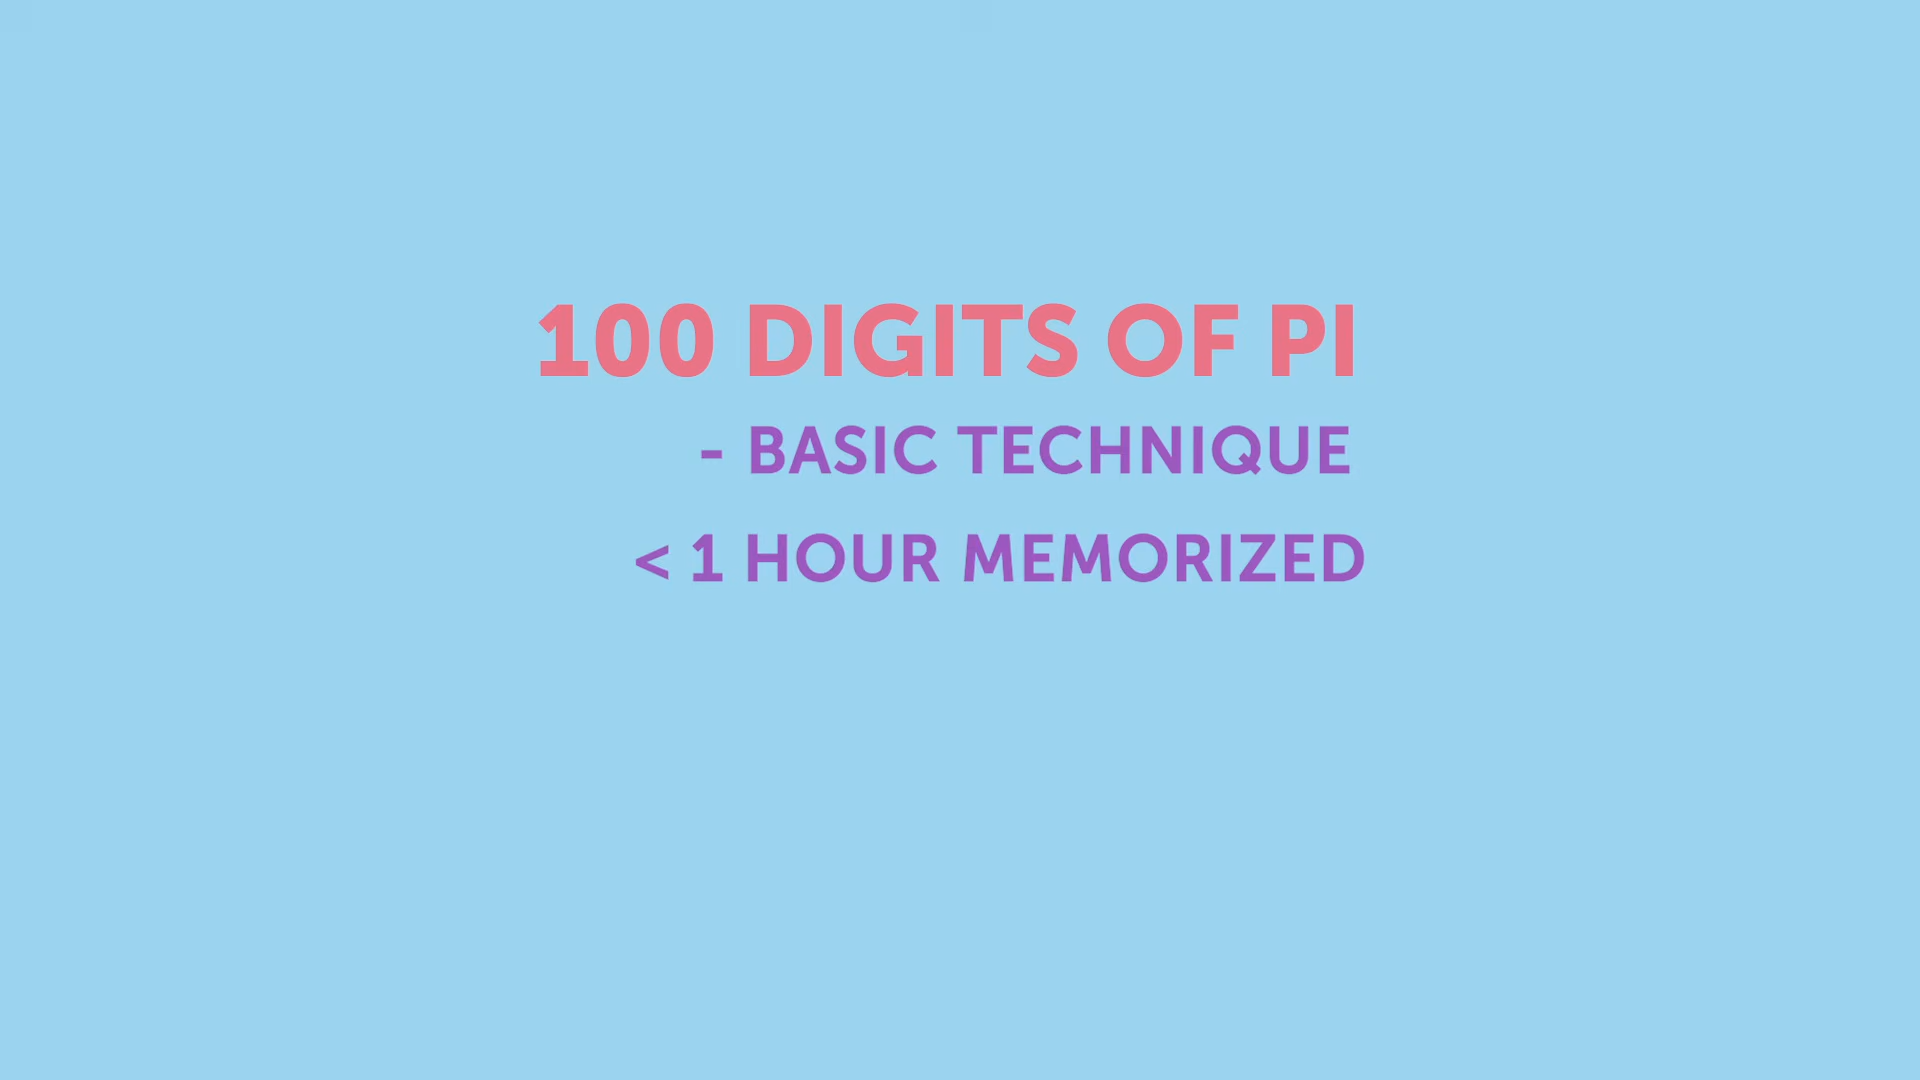 100 DIGITS OF PI
- BASIC TECHNIQUE
< 1 HOUR MEMORIZED